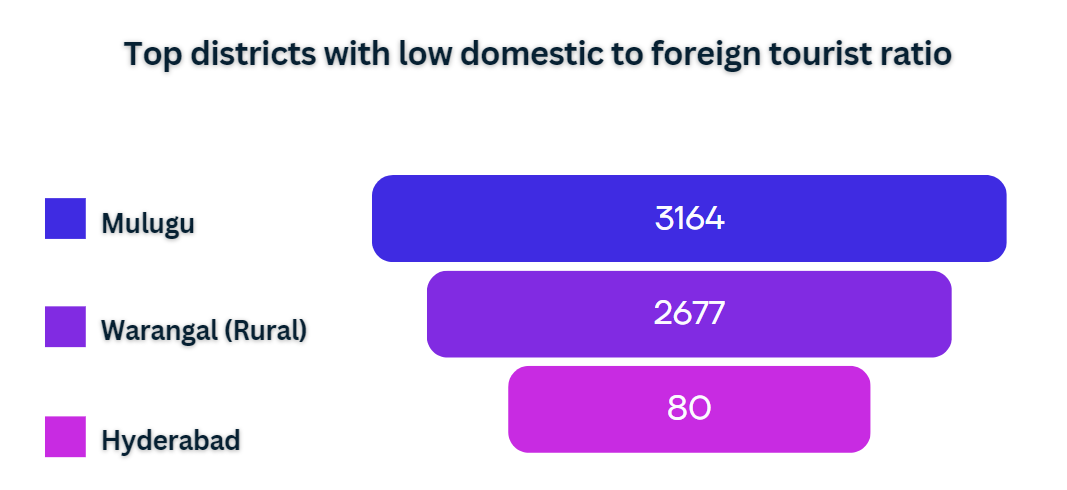 Top districts with low domestic to foreign tourist ratio
Mulugu
3164
Warangal (Rural)
2677
Hyderabad
80